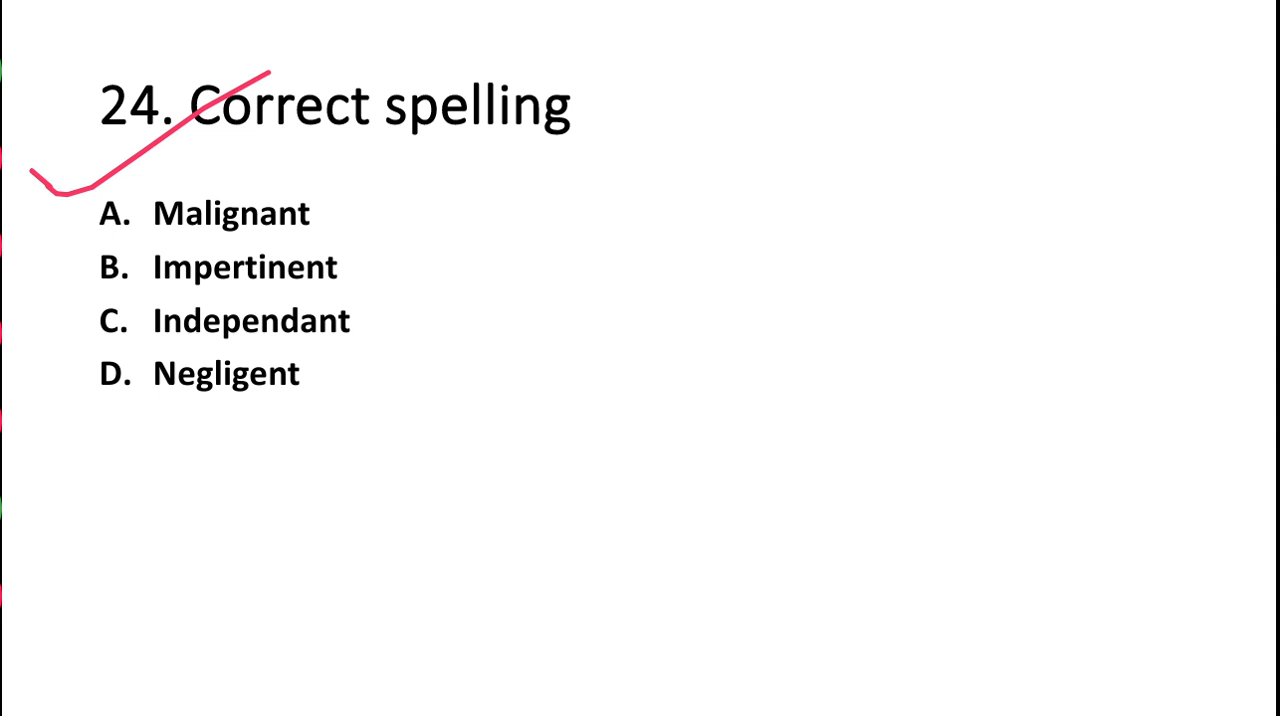 24. Correct spelling
A. Malignant
B. Impertinent
C. Independant
D. Negligent